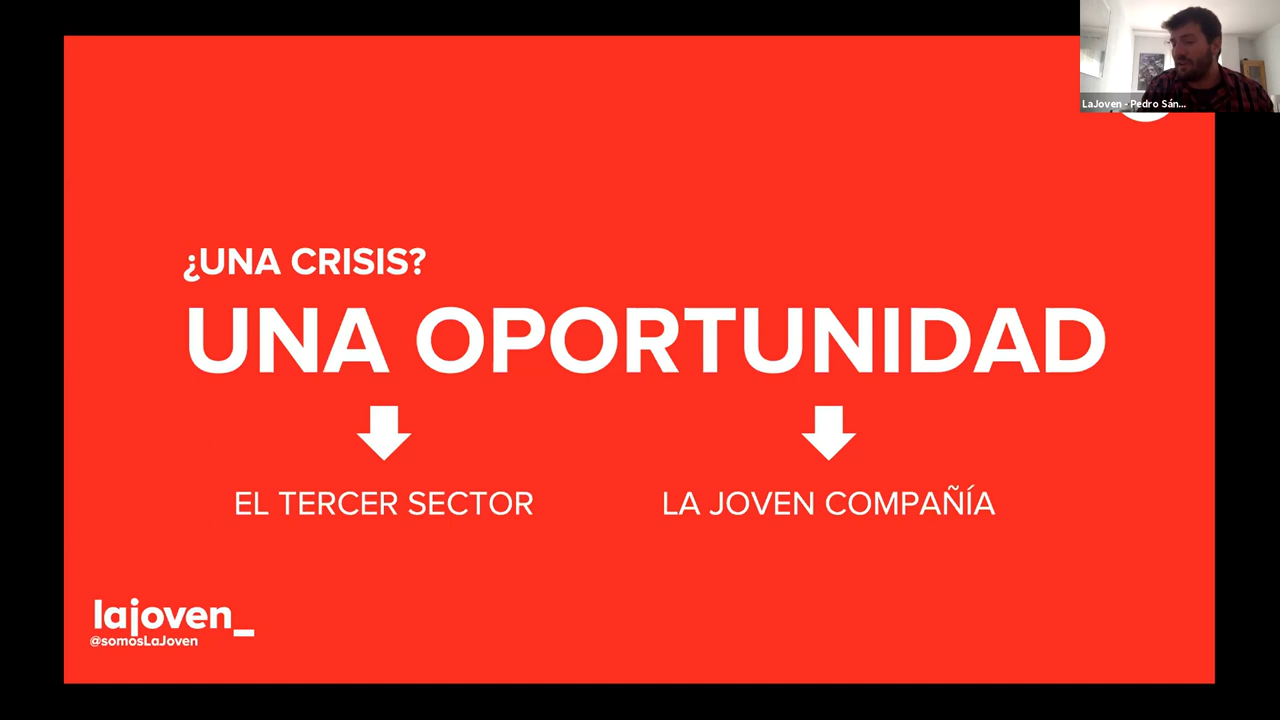 LaJoven - Pedro Sán...
¿UNA CRISIS?
UNA OPORTUNIDAD
EL TERCER SECTOR
LA JOVEN COMPAÑÍA
lajoven_
@somosLaJoven